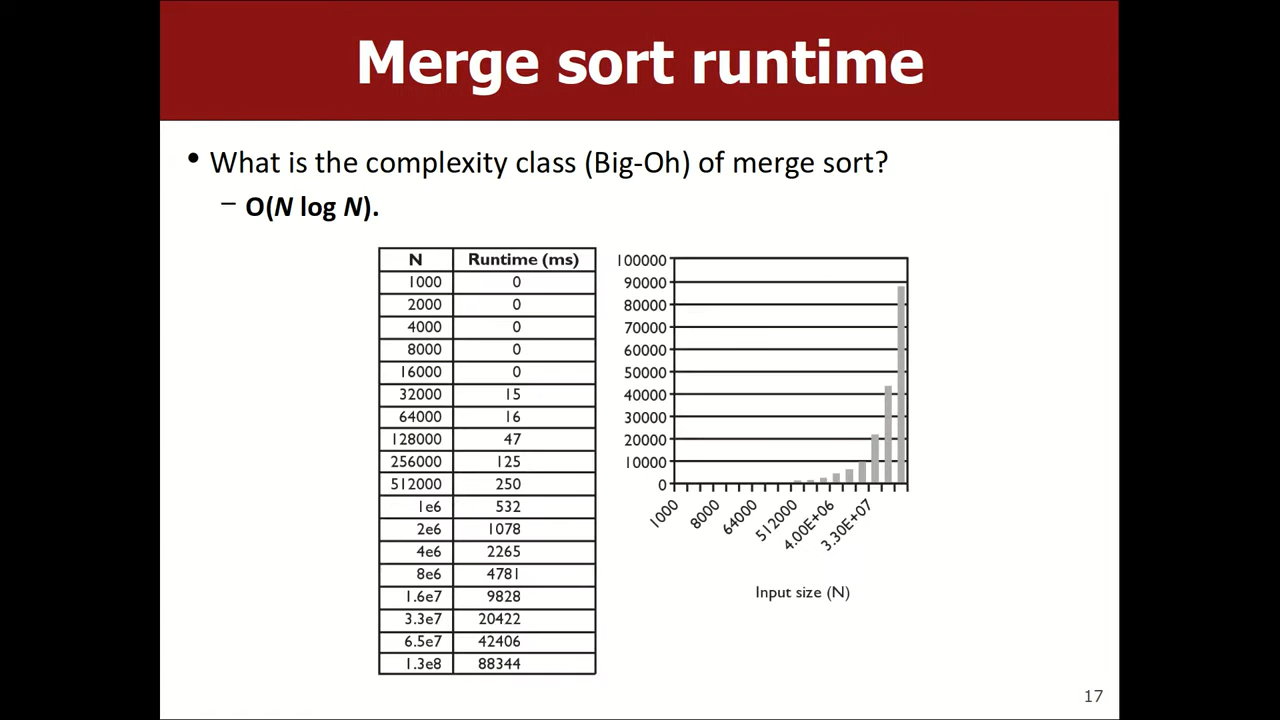 Merge sort runtime
• What is the complexity class (Big-Oh) of merge sort?
– O(N log N).
N Runtime (ms)
1000 0
2000 0
4000 0
8000 0
16000 0
32000 15
64000 16
128000 47
256000 125
512000 250
1e6 532
2e6 1078
4e6 2265
8e6 4781
1.6e7 9828
3.3e7 20422
6.5e7 42406
1.3e8 88344
100000
90000
80000
70000
60000
50000
40000
30000
20000
10000
0
1000 8000 64000 512000 4.00E+06 3.30E+07
Input size (N)
17